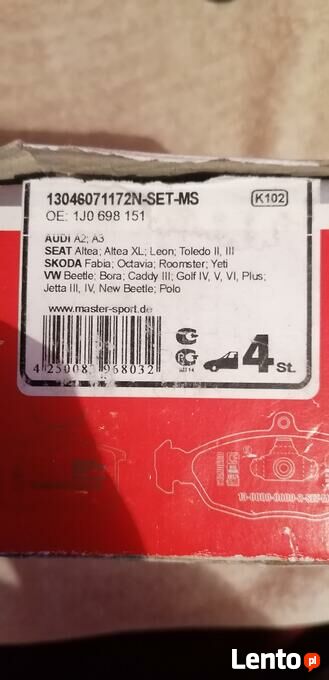 13046071172N-SET-MS
K102
OE: 1J0 698 151
AUDI A2; A3
SEAT Altea; Altea XL; Leon; Toledo II, III
SKODA Fabia; Octavia; Roomster; Yeti
VW Beetle; Bora; Caddy III; Golf IV, V, VI, Plus;
Jetta III, IV, New Beetle; Polo
www.master-sport.de
4 St.
4 250087 968032
Lento.pl